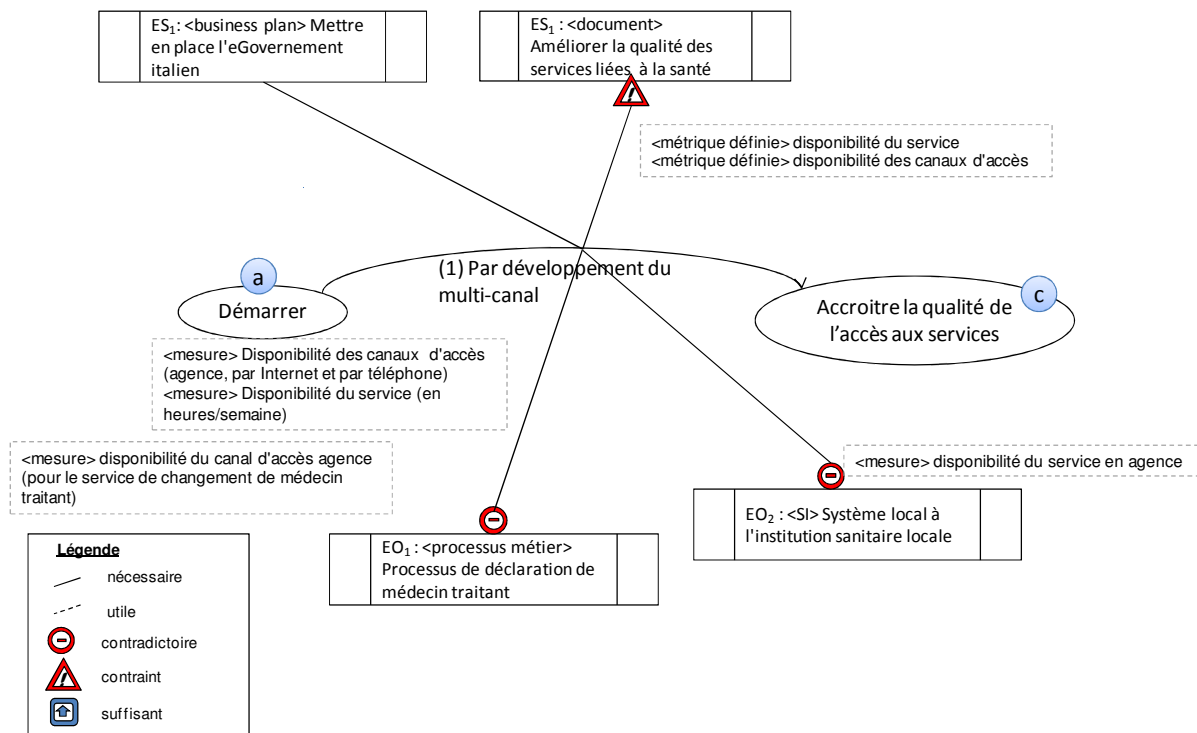 ES1: <business plan> Mettre
en place l'eGovernement
italien
ES1 : <document>
Améliorer la qualité des
services liées à la santé
<métrique définie> disponibilité du service
<métrique définie> disponibilité des canaux d'accès
a
Démarrer
(1) Par développement du
multi-canal
c
Accroitre la qualité de
l'accès aux services
<mesure> Disponibilité des canaux d'accès
(agence, par Internet et par téléphone)
<mesure> Disponibilité du service (en
heures/semaine)
<mesure> disponibilité du canal d'accès agence
(pour le service de changement de médecin
traitant)
<mesure> disponibilité du service en agence
EO2 : <SI> Système local à
l'institution sanitaire locale
EO1 : <processus métier>
Processus de déclaration de
médecin traitant
Légende
nécessaire
utile
contradictoire
contraint
suffisant